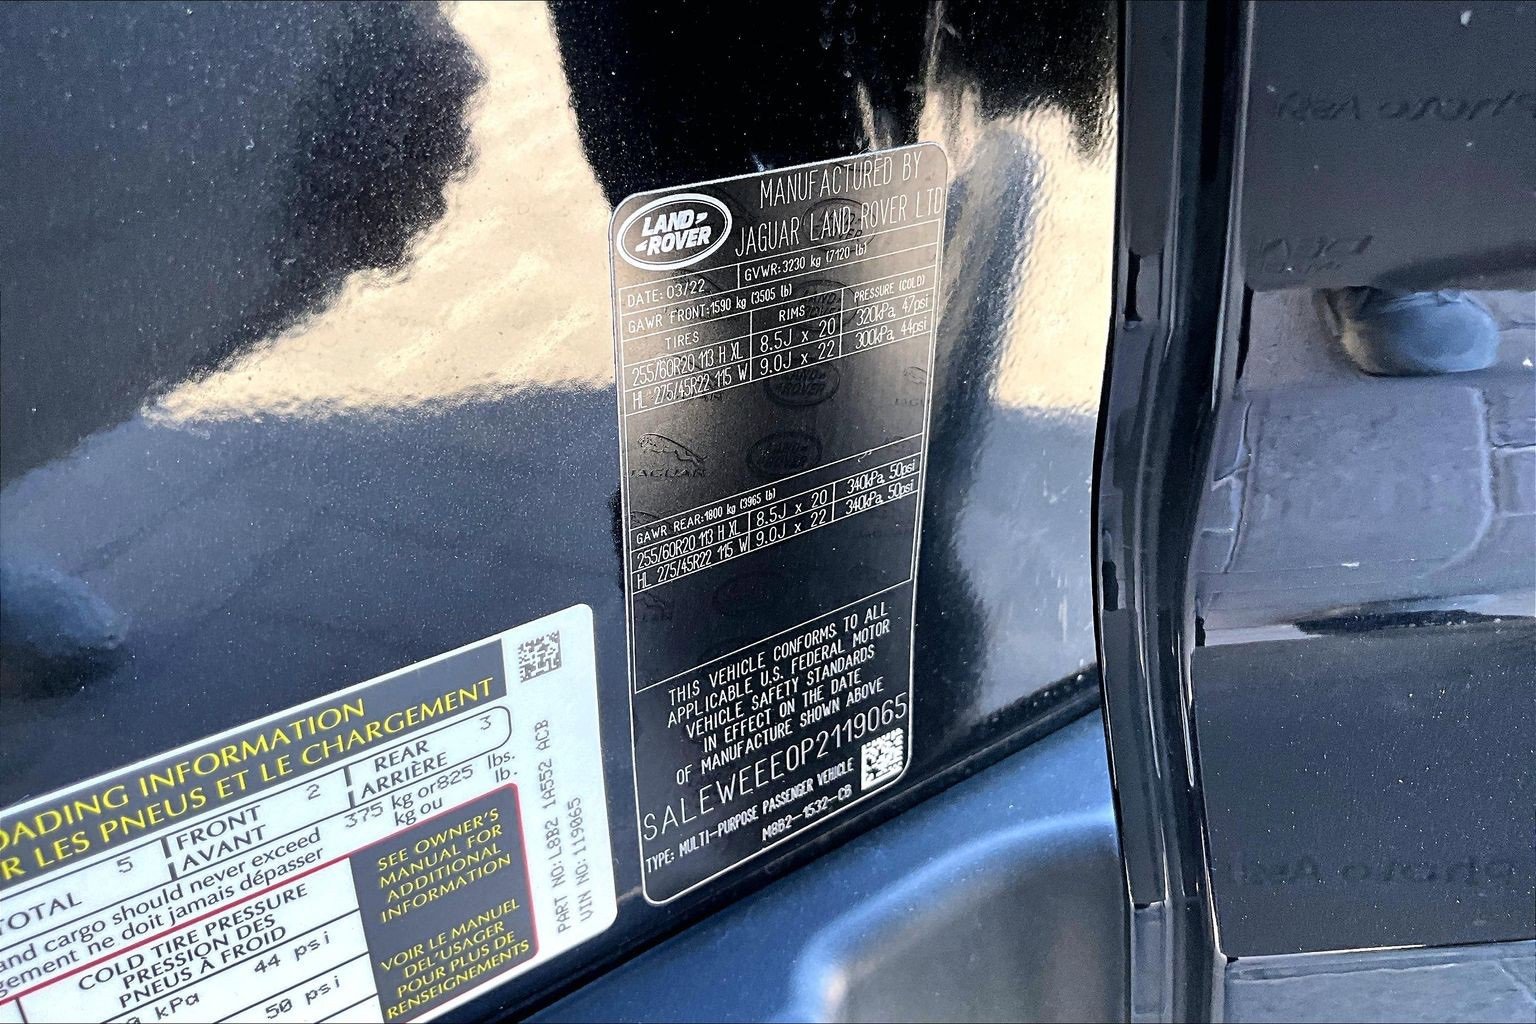 LAND ROVER
MANUFACTURED BY
JAGUAR LAND ROVER LTD
DATE: 03/22 GVWR: 3230 kg (7120 lb)
GAWR FRONT: 1590 kg (3505 lb)
TIRES RIMS PRESSURE (COLD)
255/60R20 113 H XL 8.5J x 20 320kPa, 47psi
HL 275/45R22 115 W 9.0J x 22 300kPa, 44psi
JAGUAR
GAWR REAR: 1800 kg (3965 lb)
255/60R20 113 H XL 8.5J x 20 340kPa, 50psi
HL 275/45R22 115 W 9.0J x 22 340kPa, 50psi
THIS VEHICLE CONFORMS TO ALL
APPLICABLE U.S. FEDERAL MOTOR
VEHICLE SAFETY STANDARDS
IN EFFECT ON THE DATE
OF MANUFACTURE SHOWN ABOVE
SALEWEEE0P2119065
TYPE: MULTI-PURPOSE PASSENGER VEHICLE
M8B2-1532-CB
OADING INFORMATION
R LES PNEUS ET LE CHARGEMENT
TOTAL 5 FRONT AVANT 2 REAR ARRIÈRE 3
and cargo should never exceed 375 kg or 825 lbs.
gement ne doit jamais dépasser kg ou lb.
COLD TIRE PRESSURE
PRESSION DES
PNEUS À FROID
kPa 44 psi
50 psi
SEE OWNER'S
MANUAL FOR
ADDITIONAL
INFORMATION
VOIR LE MANUEL
DE L'USAGER
POUR PLUS DE
RENSEIGNEMENTS
PART NO: L8B2 1A552 ACB
VIN NO: 119065